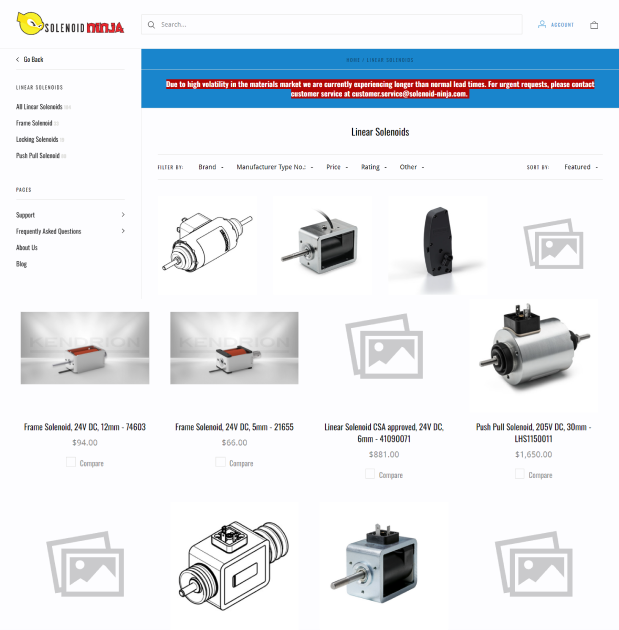 SOLENOID NINJA
Search...
ACCOUNT
Go Back
HOME / LINEAR SOLENOIDS
LINEAR SOLENOIDS
All Linear Solenoids
Frame Solenoid
Locking Solenoids
Push Pull Solenoid
PAGES
Support
Frequently Asked Questions
About Us
Blog
Due to high volatility in the materials market we are currently experiencing longer than normal lead times. For urgent requests, please contact
customer service at customer.service@solenoid-ninja.com.
Linear Solenoids
FILTER BY: Brand - Manufacturer Type No.: - Price - Rating - Other - SORT BY: Featured -
KENDRION
KENDRION
Frame Solenoid, 24V DC, 12mm - 74603
$94.00
Compare
Frame Solenoid, 24V DC, 5mm - 21655
$66.00
Compare
Linear Solenoid CSA approved, 24V DC,
6mm - 41090071
$881.00
Compare
Push Pull Solenoid, 205V DC, 30mm -
LHS1150011
$1,650.00
Compare